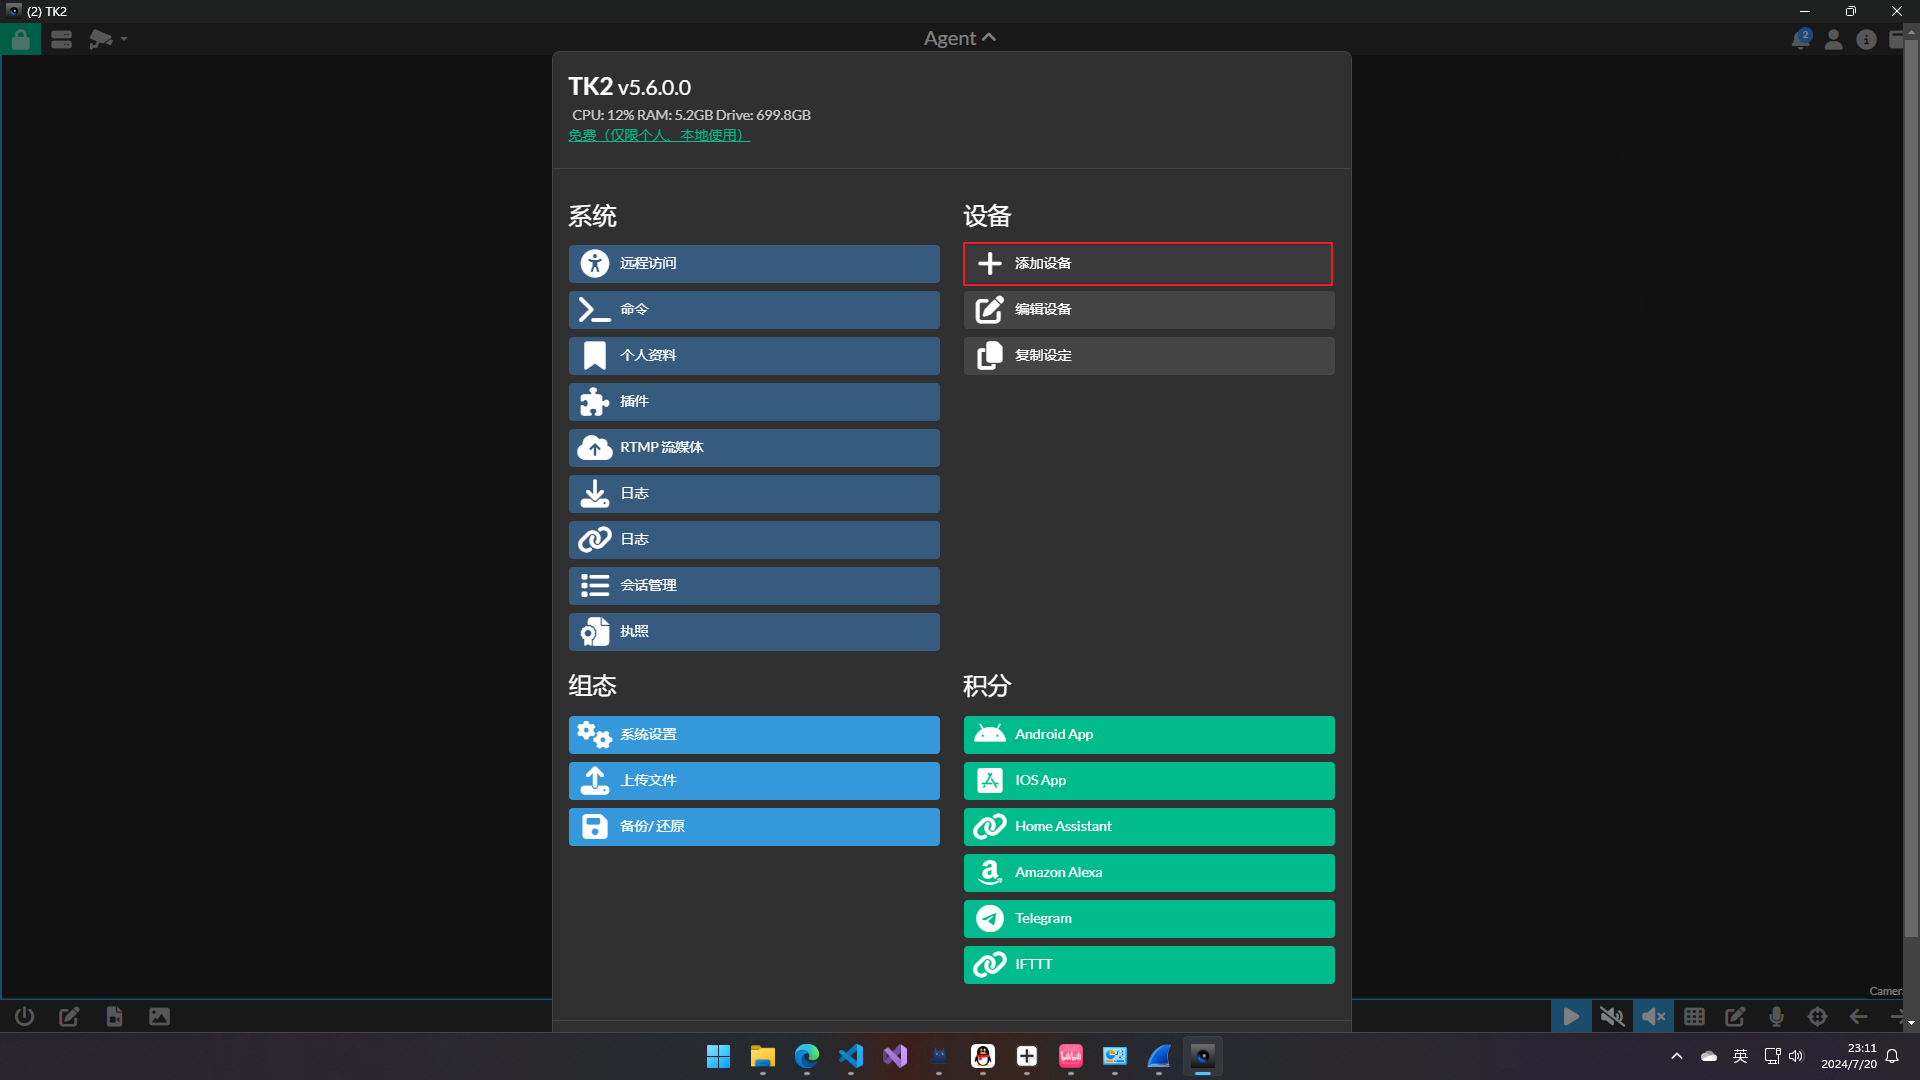 (2) TK2
Agent
2
TK2 v5.6.0.0
CPU: 12% RAM: 5.2GB Drive: 699.8GB
免费（仅限个人、本地使用）
系统
远程访问
命令
个人资料
插件
RTMP 流媒体
日志
日志
会话管理
执照
设备
添加设备
编辑设备
复制设定
组态
系统设置
上传文件
备份/ 还原
积分
Android App
IOS App
Home Assistant
Amazon Alexa
Telegram
IFTTT
Camer
英
23:11
2024/7/20